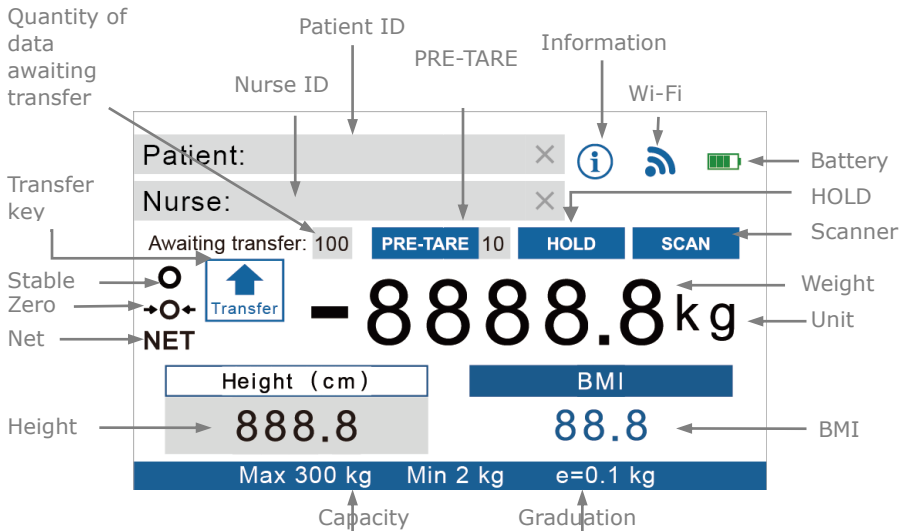 Quantity of
data
awaiting
transfer
Patient ID
Nurse ID
PRE-TARE
Information
Wi-Fi
Patient: ×
i
Battery
Transfer
key
Nurse: ×
HOLD
Awaiting transfer: 100 PRE-TARE 10 HOLD SCAN
Scanner
Stable
Zero
Net
Transfer
NET
-8888.8kg
Weight
Unit
Height (cm)
BMI
Height
888.8
88.8
BMI
Max 300 kg Min 2 kg e=0.1 kg
Capacity
Graduation